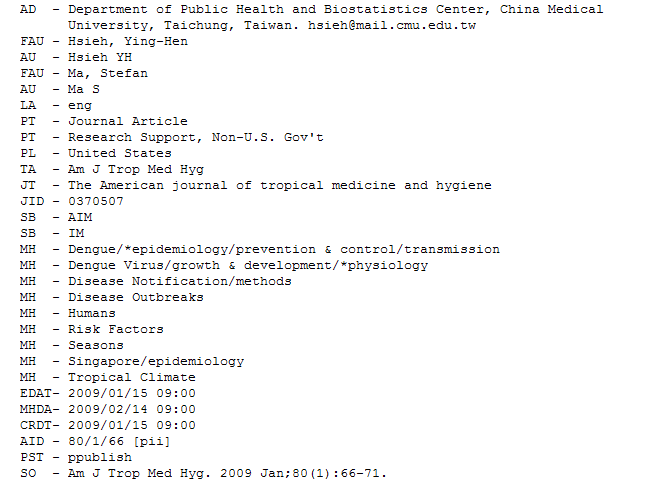 AD  - Department of Public Health and Biostatistics Center, China Medical
      University, Taichung, Taiwan. hsieh@mail.cmu.edu.tw
FAU - Hsieh, Ying-Hen
AU  - Hsieh YH
FAU - Ma, Stefan
AU  - Ma S
LA  - eng
PT  - Journal Article
PT  - Research Support, Non-U.S. Gov't
PL  - United States
TA  - Am J Trop Med Hyg
JT  - The American journal of tropical medicine and hygiene
JID - 0370507
SB  - AIM
SB  - IM
MH  - Dengue/*epidemiology/prevention & control/transmission
MH  - Dengue Virus/growth & development/*physiology
MH  - Disease Notification/methods
MH  - Disease Outbreaks
MH  - Humans
MH  - Risk Factors
MH  - Seasons
MH  - Singapore/epidemiology
MH  - Tropical Climate
EDAT- 2009/01/15 09:00
MHDA- 2009/02/14 09:00
CRDT- 2009/01/15 09:00
AID - 80/1/66 [pii]
PST - ppublish
SO  - Am J Trop Med Hyg. 2009 Jan;80(1):66-71.